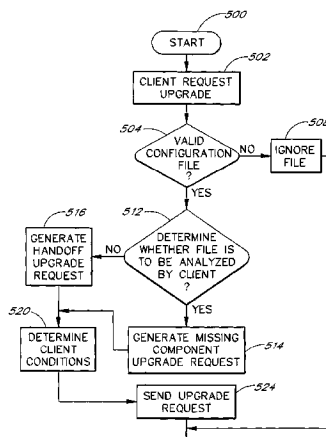 500
START
502
CLIENT REQUEST
UPGRADE
504
VALID
CONFIGURATION
FILE
?
NO
IGNORE
FILE
YES
512
516
DETERMINE
WHETHER FILE IS
TO BE ANALYZED
BY CLIENT
?
NO
GENERATE
HANDOFF
UPGRADE
REQUEST
YES
520
DETERMINE
CLIENT
CONDITIONS
GENERATE MISSING
COMPONENT
UPGRADE REQUEST
514
524
SEND UPGRADE
REQUEST